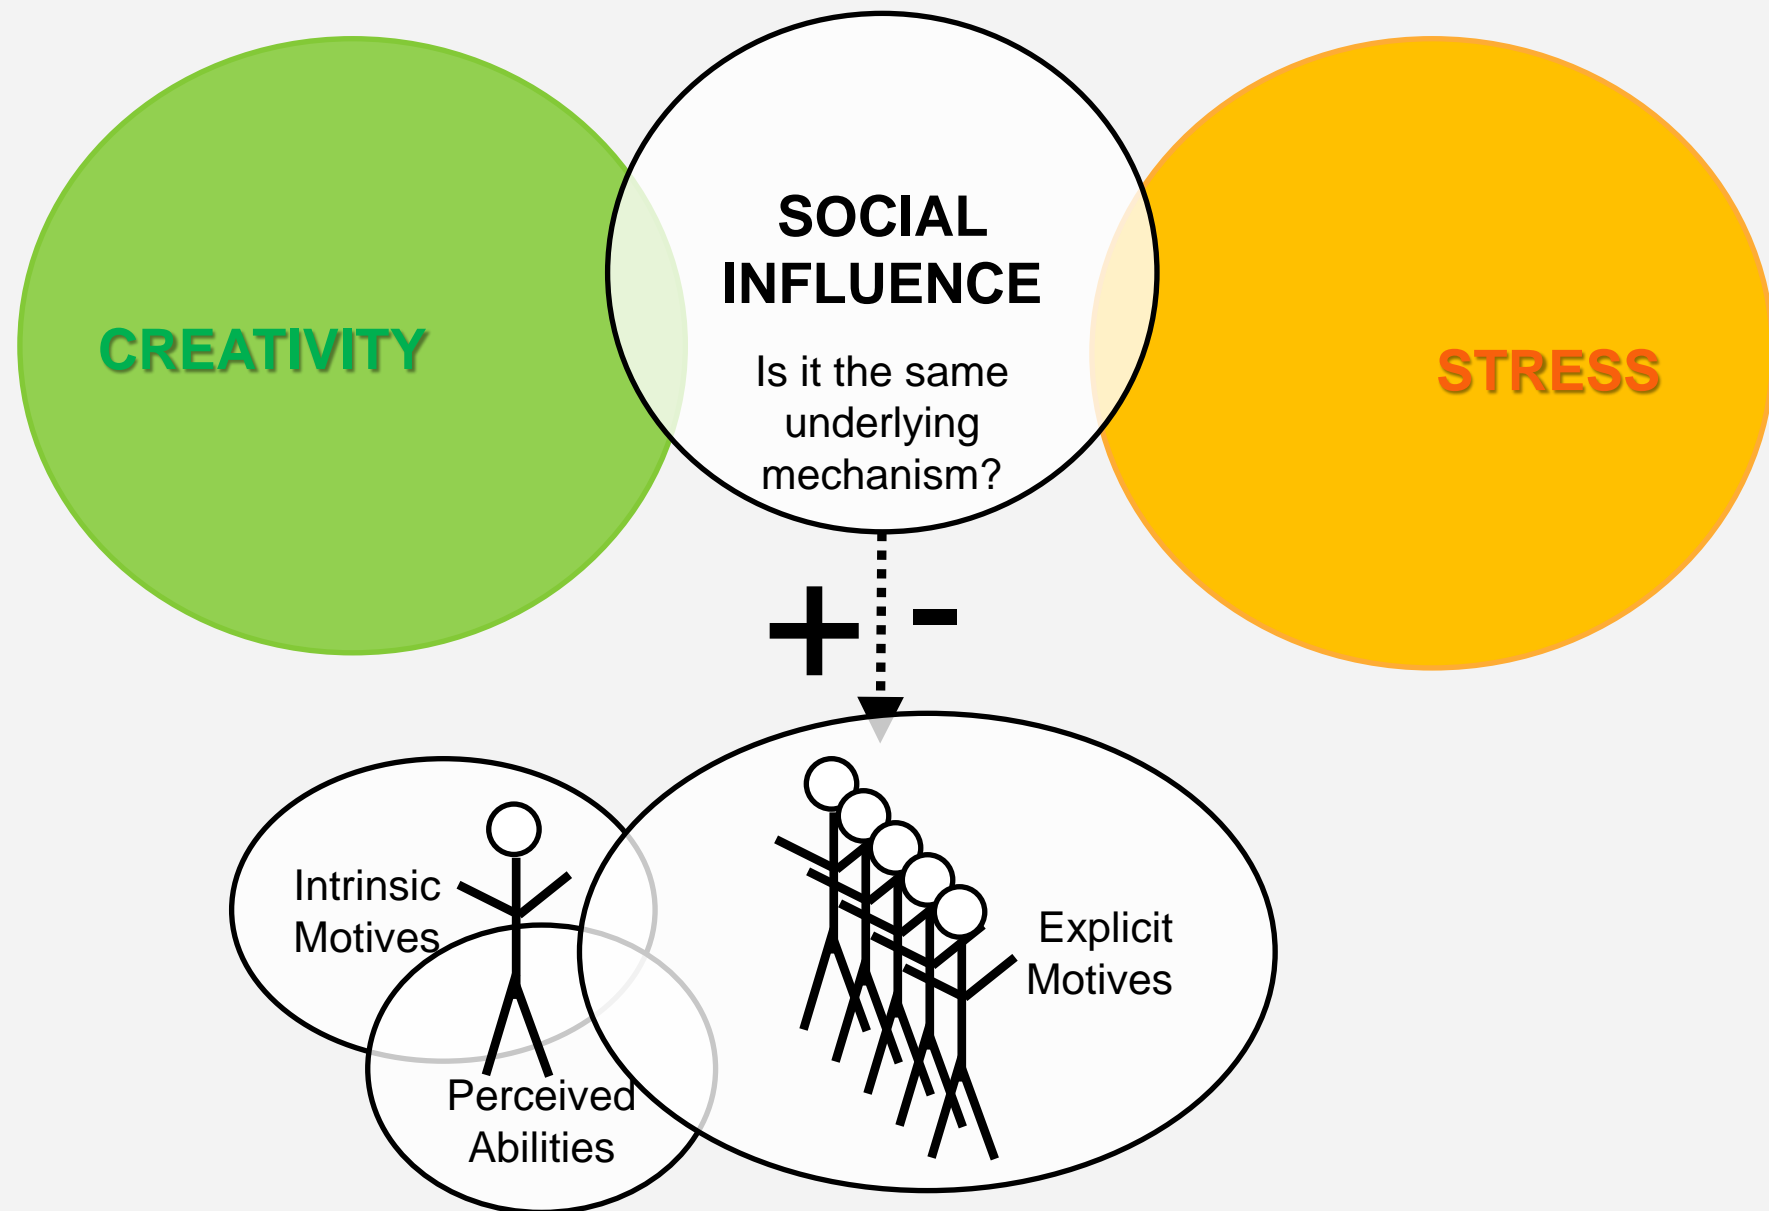 SOCIAL
INFLUENCE
CREATIVITY
Is it the same
underlying
mechanism?
STRESS
+ -
Intrinsic
Motives
Explicit
Motives
Perceived
Abilities